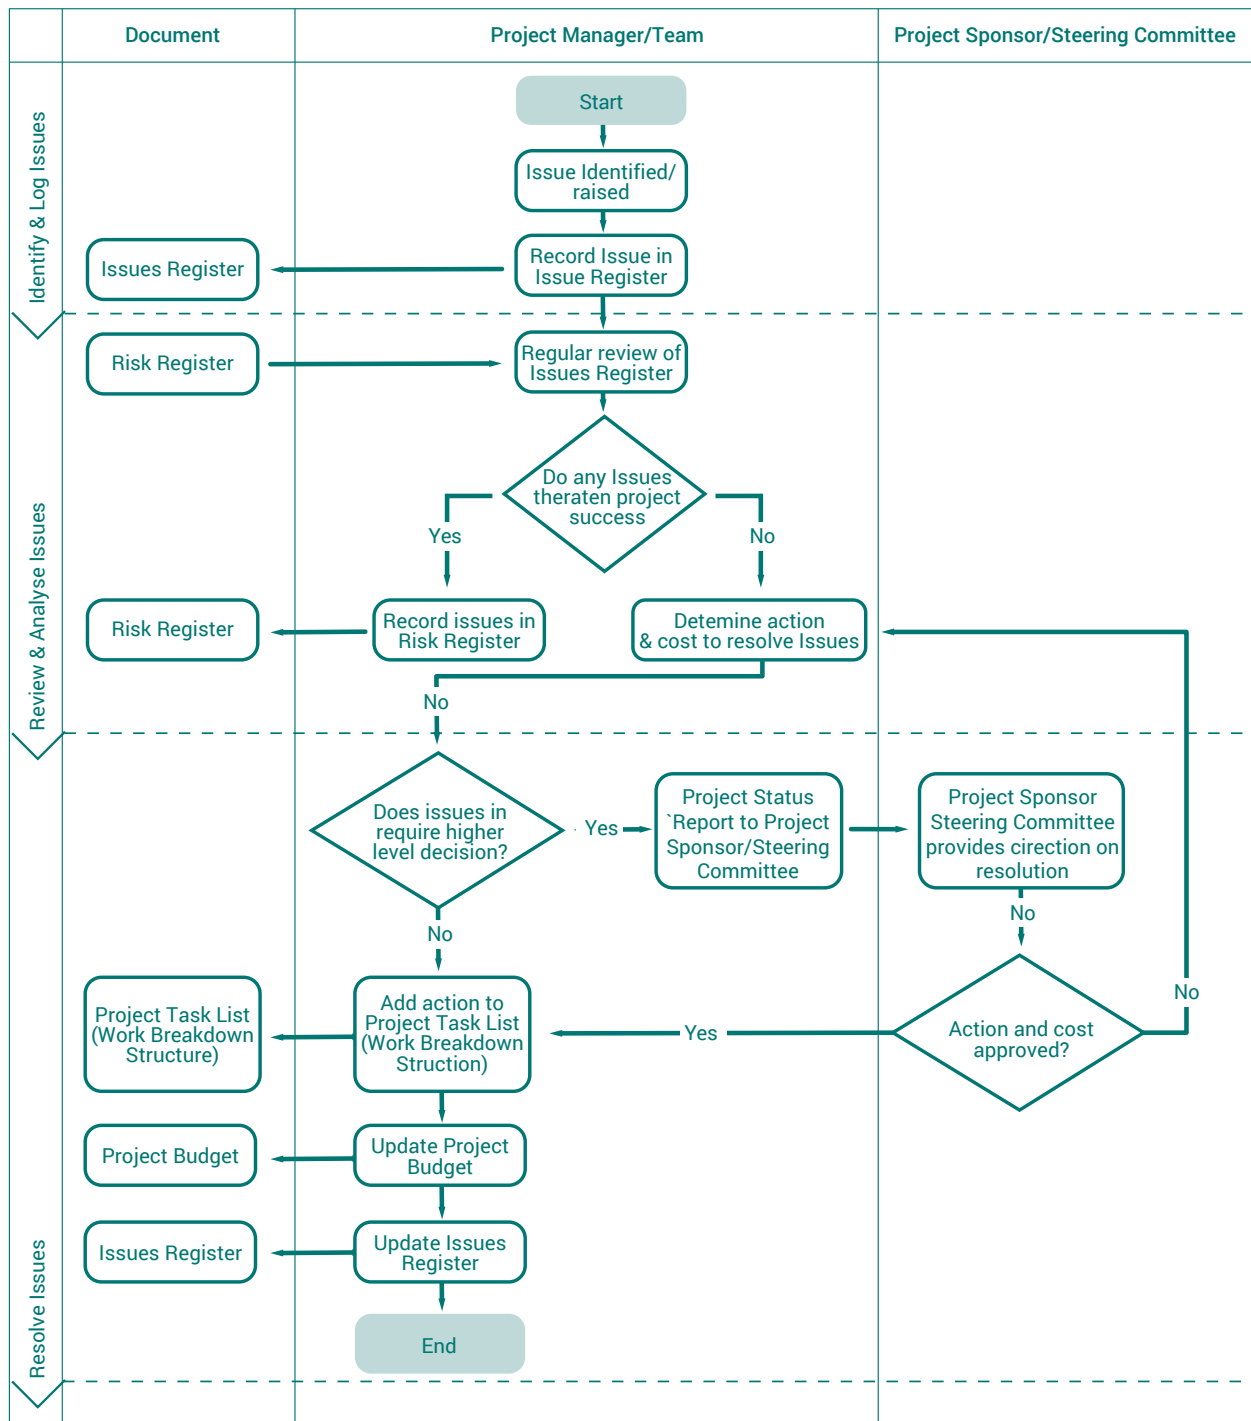 Document
Project Manager/Team
Project Sponsor/Steering Committee
Identify & Log Issues
Start
Issue Identified/
raised
Issues Register
Record Issue in
Issue Register
Review & Analyse Issues
Risk Register
Regular review of
Issues Register
Do any Issues
theraten project
success
Yes
No
Risk Register
Record issues in
Risk Register
Detemine action
& cost to resolve Issues
No
Resolve Issues
Does issues in
require higher
level decision?
Yes
Project Status
`Report to Project
Sponsor/Steering
Committee
Project Sponsor
Steering Committee
provides cirection on
resolution
No
No
No
Project Task List
(Work Breakdown
Structure)
Add action to
Project Task List
(Work Breakdown
Struction)
Yes
Action and cost
approved?
Project Budget
Update Project
Budget
Issues Register
Update Issues
Register
End